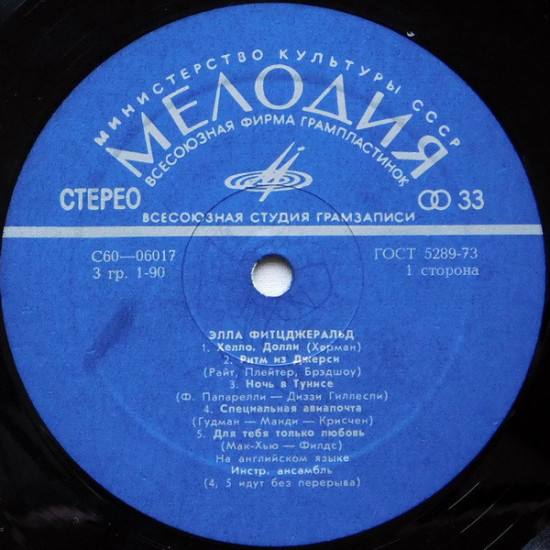 МИНИСТЕРСТВО КУЛЬТУРЫ СССР
МЕЛОДИЯ
ВСЕСОЮЗНАЯ ФИРМА ГРАМПЛАСТИНОК
СТЕРЕО
33
ВСЕСОЮЗНАЯ СТУДИЯ ГРАМЗАПИСИ
С60—06017
ГОСТ 5289-73
3 гр. 1-90
1 сторона
ЭЛЛА ФИТЦДЖЕРАЛЬД
1. Хелло, Долли (Херман)
2. Ритм из Джерси
(Райт, Плейтер, Брэдшоу)
3. Ночь в Тунисе
(Ф. Папарелли — Диззи Гиллеспи)
4. Специальная авиапочта
(Гудман — Манди — Крисчен)
5. Для тебя только любовь
(Мак-Хью — Филдс)
На английском языке
Инстр. ансамбль
(4, 5 идут без перерыва)